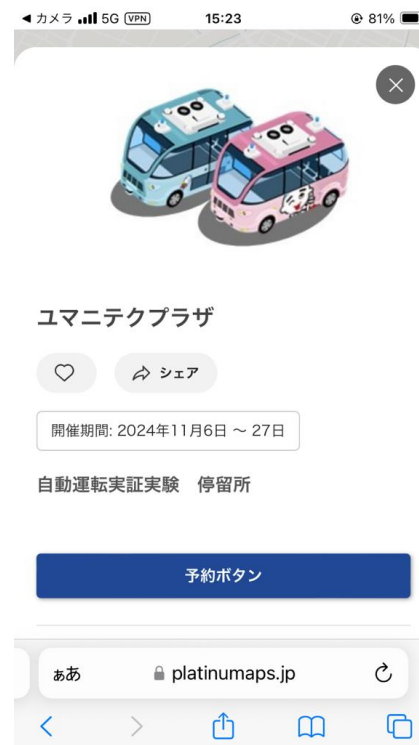 ◀ カメラ 5G VPN 15:23 81%
ユマニテクプラザ
シェア
開催期間: 2024年11月6日 ~ 27日
自動運転実証実験　停留所
予約ボタン
ぁあ platinumaps.jp